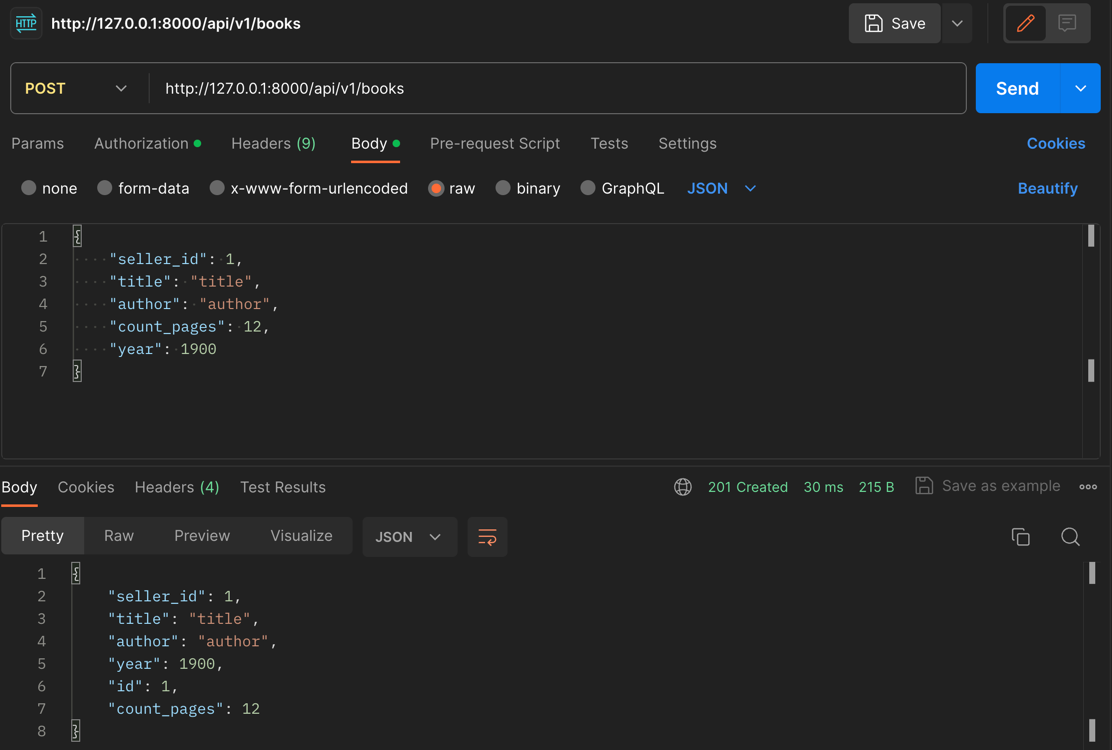 HTTP http://127.0.0.1:8000/api/v1/books Save
POST http://127.0.0.1:8000/api/v1/books Send
Params Authorization Headers (9) Body Pre-request Script Tests Settings Cookies
none form-data x-www-form-urlencoded raw binary GraphQL JSON Beautify
1 {
2 "seller_id": 1,
3 "title": "title",
4 "author": "author",
5 "count_pages": 12,
6 "year": 1900
7 }
Body Cookies Headers (4) Test Results 201 Created 30 ms 215 B Save as example
Pretty Raw Preview Visualize JSON
1 {
2 "seller_id": 1,
3 "title": "title",
4 "author": "author",
5 "year": 1900,
6 "id": 1,
7 "count_pages": 12
8 }